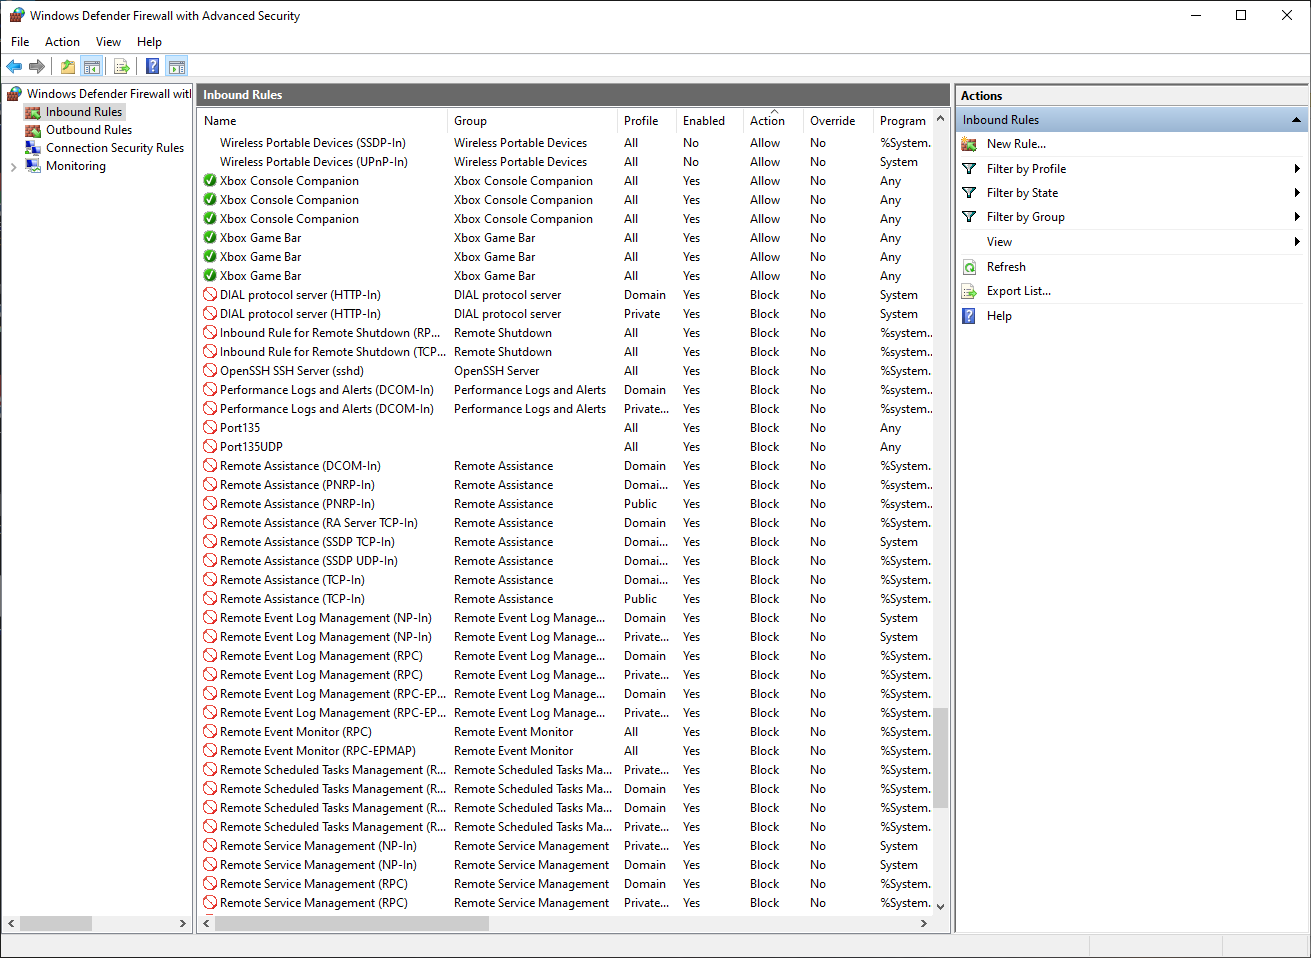 Windows Defender Firewall with Advanced Security
File Action View Help
Windows Defender Firewall wit
Inbound Rules
Outbound Rules
Connection Security Rules
Monitoring
Inbound Rules
Name Group Profile Enabled Action Override Program
Wireless Portable Devices (SSDP-In) Wireless Portable Devices All No Allow No %System.
Wireless Portable Devices (UPnP-In) Wireless Portable Devices All No Allow No System
Xbox Console Companion Xbox Console Companion All Yes Allow No Any
Xbox Console Companion Xbox Console Companion All Yes Allow No Any
Xbox Console Companion Xbox Console Companion All Yes Allow No Any
Xbox Game Bar Xbox Game Bar All Yes Allow No Any
Xbox Game Bar Xbox Game Bar All Yes Allow No Any
Xbox Game Bar Xbox Game Bar All Yes Allow No Any
DIAL protocol server (HTTP-In) DIAL protocol server Domain Yes Block No System
DIAL protocol server (HTTP-In) DIAL protocol server Private Yes Block No System
Inbound Rule for Remote Shutdown (RP... Remote Shutdown All Yes Block No %system..
Inbound Rule for Remote Shutdown (TCP... Remote Shutdown All Yes Block No %system..
OpenSSH SSH Server (sshd) OpenSSH Server All Yes Block No %System.
Performance Logs and Alerts (DCOM-In) Performance Logs and Alerts Domain Yes Block No %system..
Performance Logs and Alerts (DCOM-In) Performance Logs and Alerts Private... Yes Block No %system..
Port135 All Yes Block No Any
Port135UDP All Yes Block No Any
Remote Assistance (DCOM-In) Remote Assistance Domain Yes Block No %System.
Remote Assistance (PNRP-In) Remote Assistance Domai... Yes Block No %system..
Remote Assistance (PNRP-In) Remote Assistance Public Yes Block No %system..
Remote Assistance (RA Server TCP-In) Remote Assistance Domain Yes Block No %System.
Remote Assistance (SSDP TCP-In) Remote Assistance Domai... Yes Block No System
Remote Assistance (SSDP UDP-In) Remote Assistance Domai... Yes Block No %System.
Remote Assistance (TCP-In) Remote Assistance Domai... Yes Block No %System.
Remote Assistance (TCP-In) Remote Assistance Public Yes Block No %System.
Remote Event Log Management (NP-In) Remote Event Log Manage... Domain Yes Block No System
Remote Event Log Management (NP-In) Remote Event Log Manage... Private... Yes Block No System
Remote Event Log Management (RPC) Remote Event Log Manage... Domain Yes Block No %System.
Remote Event Log Management (RPC) Remote Event Log Manage... Private... Yes Block No %System.
Remote Event Log Management (RPC-EP... Remote Event Log Manage... Domain Yes Block No %System.
Remote Event Log Management (RPC-EP... Remote Event Log Manage... Private... Yes Block No %System.
Remote Event Monitor (RPC) Remote Event Monitor All Yes Block No %System.
Remote Event Monitor (RPC-EPMAP) Remote Event Monitor All Yes Block No %System.
Remote Scheduled Tasks Management (R... Remote Scheduled Tasks Ma... Private... Yes Block No %System.
Remote Scheduled Tasks Management (R... Remote Scheduled Tasks Ma... Domain Yes Block No %System.
Remote Scheduled Tasks Management (R... Remote Scheduled Tasks Ma... Domain Yes Block No %System.
Remote Scheduled Tasks Management (R... Remote Scheduled Tasks Ma... Private... Yes Block No %System.
Remote Service Management (NP-In) Remote Service Management Private... Yes Block No System
Remote Service Management (NP-In) Remote Service Management Domain Yes Block No System
Remote Service Management (RPC) Remote Service Management Domain Yes Block No %System.
Remote Service Management (RPC) Remote Service Management Private... Yes Block No %System.
Actions
Inbound Rules
New Rule...
Filter by Profile
Filter by State
Filter by Group
View
Refresh
Export List...
Help